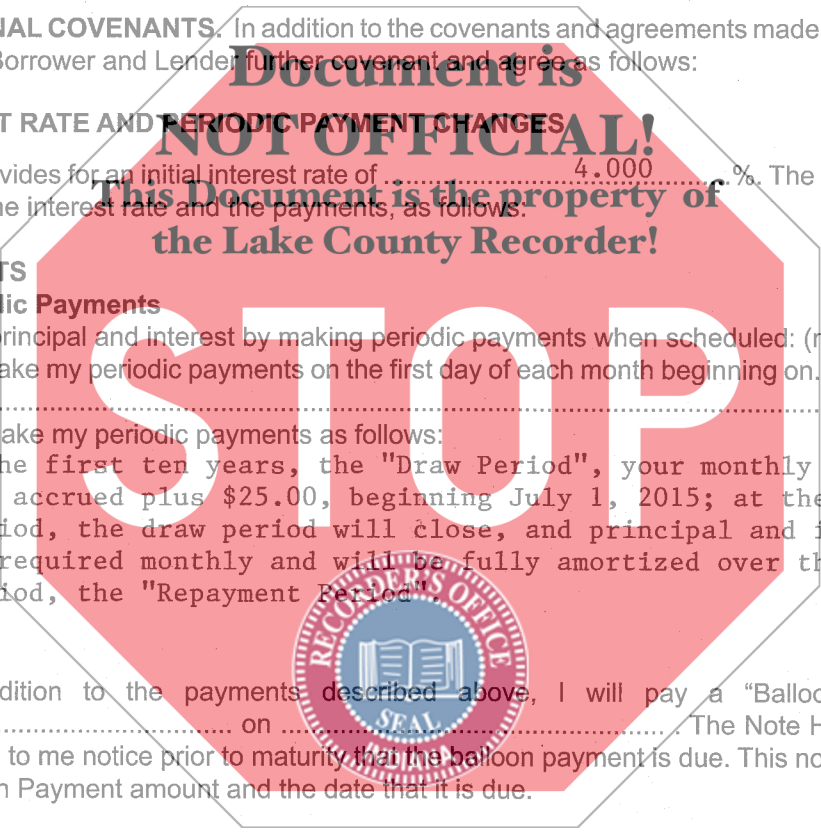 NAL COVENANTS. In addition to the covenants and agreements made
Borrower and Lender further covenant and agree as follows:
Document is
T RATE AND PERIODIC PAYMENT CHANGES
NOT OFFICIAL!
vides for an initial interest rate of 4.000 %. The
This Document is the property of
ne interest rate and the payments, as follows:
the Lake County Recorder!
TS
lic Payments
principal and interest by making periodic payments when scheduled: (
ake my periodic payments on the first day of each month beginning on.
STOP
ake my periodic payments as follows:
he first ten years, the "Draw Period", your monthly
accrued plus $25.00, beginning July 1, 2015; at the
iod, the draw period will close, and principal and i
required monthly and will be fully amortized over th
iod, the "Repayment Period".
RECORDER'S OFFICE
SEAL
INDIANA
dition to the payments described above, I will pay a “Balloo
on . The Note H
to me notice prior to maturity that the balloon payment is due. This no
n Payment amount and the date that it is due.